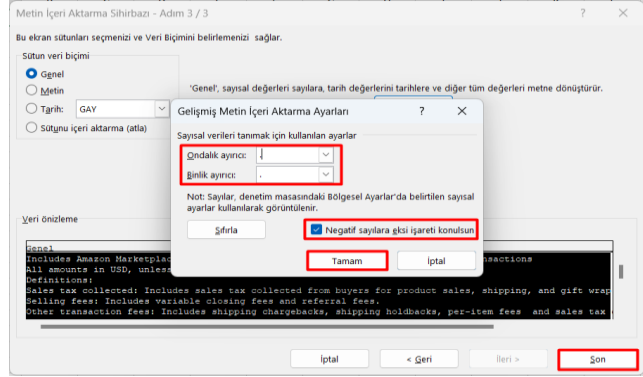 Metin İçeri Aktarma Sihirbazı - Adım 3 / 3
Bu ekran sütunları seçmenizi ve Veri Biçimini belirlemenizi sağlar.
Sütun veri biçimi
Genel
Metin
Tarih: GAY
Sütunu içeri aktarma (atla)
'Genel', sayısal değerleri sayılara, tarih değerlerini tarihlere ve diğer tüm değerleri metne dönüştürür.
Gelişmiş Metin İçeri Aktarma Ayarları
Sayısal verileri tanımak için kullanılan ayarlar
Ondalık ayırıcı: .
Binlik ayırıcı: .
Not: Sayılar, denetim masasındaki Bölgesel Ayarlar'da belirtilen sayısal
ayarlar kullanılarak görüntülenir.
Sıfırla
Negatif sayılara eksi işareti konulsun
Tamam
İptal
Veri önizleme
Genel
Includes Amazon Marketplac nsactions
All amounts in USD, unless
Definitions:
Sales tax collected: Includes sales tax collected from buyers for product sales, shipping, and gift wrap
Selling fees: Includes variable closing fees and referral fees.
Other transaction fees: Includes shipping chargebacks, shipping holdbacks, per-item fees and sales tax
İptal
< Geri
İleri >
Son